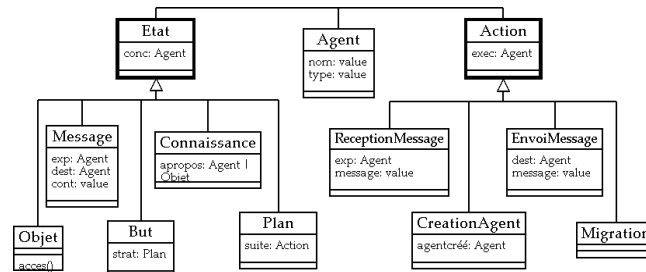 Etat
conc: Agent
Agent
nom: value
type: value
Action
exec: Agent
Message
exp: Agent
dest: Agent
cont: value
Connaissance
apropos: Agent |
Objet
ReceptionMessage
exp: Agent
message: value
EnvoiMessage
dest: Agent
message: value
Objet
acces()
But
strat: Plan
Plan
suite: Action
CreationAgent
agentcréé: Agent
Migration